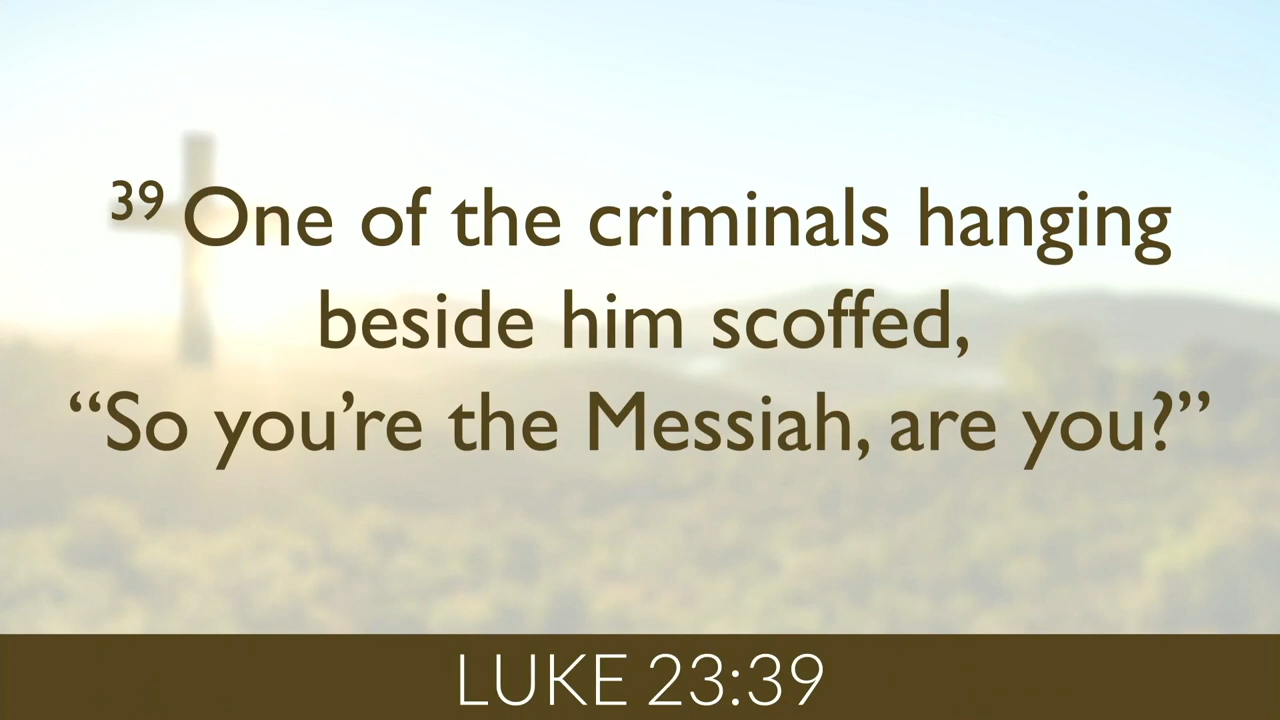 39 One of the criminals hanging
beside him scoffed,
“So you’re the Messiah, are you?”
LUKE 23:39